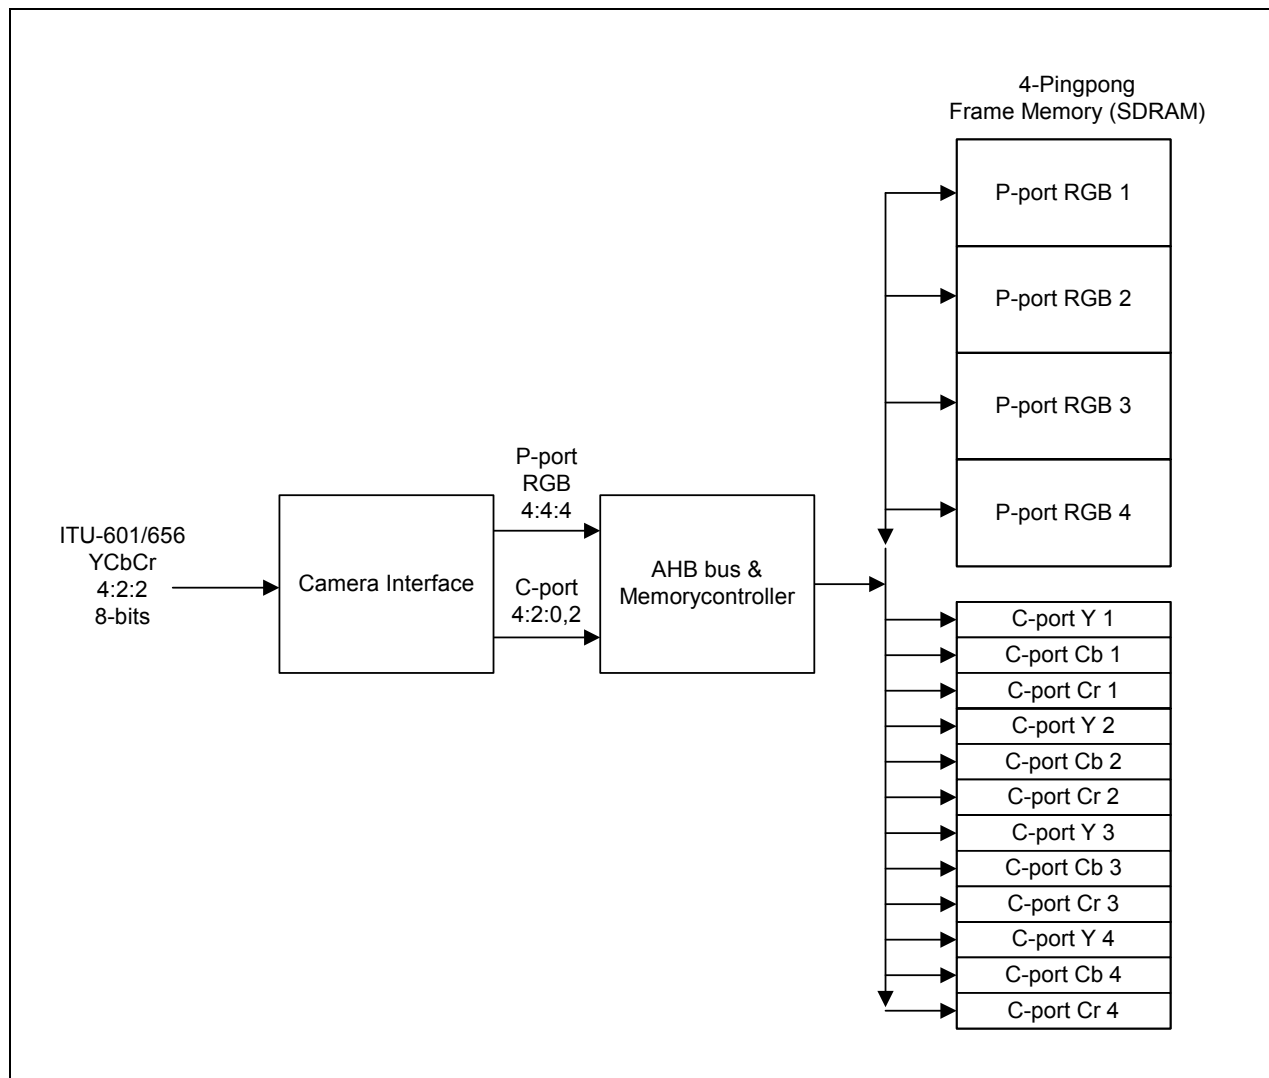 4-Pingpong
Frame Memory (SDRAM)
P-port RGB 1
P-port RGB 2
P-port RGB 3
P-port RGB 4
P-port
RGB
4:4:4
ITU-601/656
YCbCr
4:2:2
8-bits
Camera Interface
C-port
4:2:0,2
AHB bus &
Memorycontroller
C-port Y 1
C-port Cb 1
C-port Cr 1
C-port Y 2
C-port Cb 2
C-port Cr 2
C-port Y 3
C-port Cb 3
C-port Cr 3
C-port Y 4
C-port Cb 4
C-port Cr 4